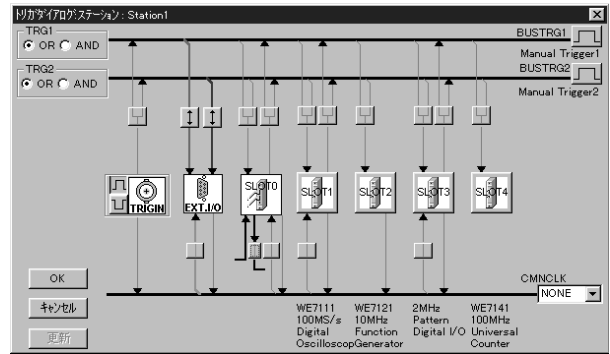 トリガダイアログ:ステーション: Station1
TRG1
OR AND
TRG2
OR AND
BUSTRG1
Manual Trigger1
BUSTRG2
Manual Trigger2
TRIGIN
EXT.I/O
SLOT0
SLOT1
SLOT2
SLOT3
SLOT4
OK
キャンセル
更新
CMNCLK
NONE
WE7111
100MS/s
Digital
Oscilloscop
WE7121
10MHz
Function
Generator
2MHz
Pattern
Digital I/O
WE7141
100MHz
Universal
Counter